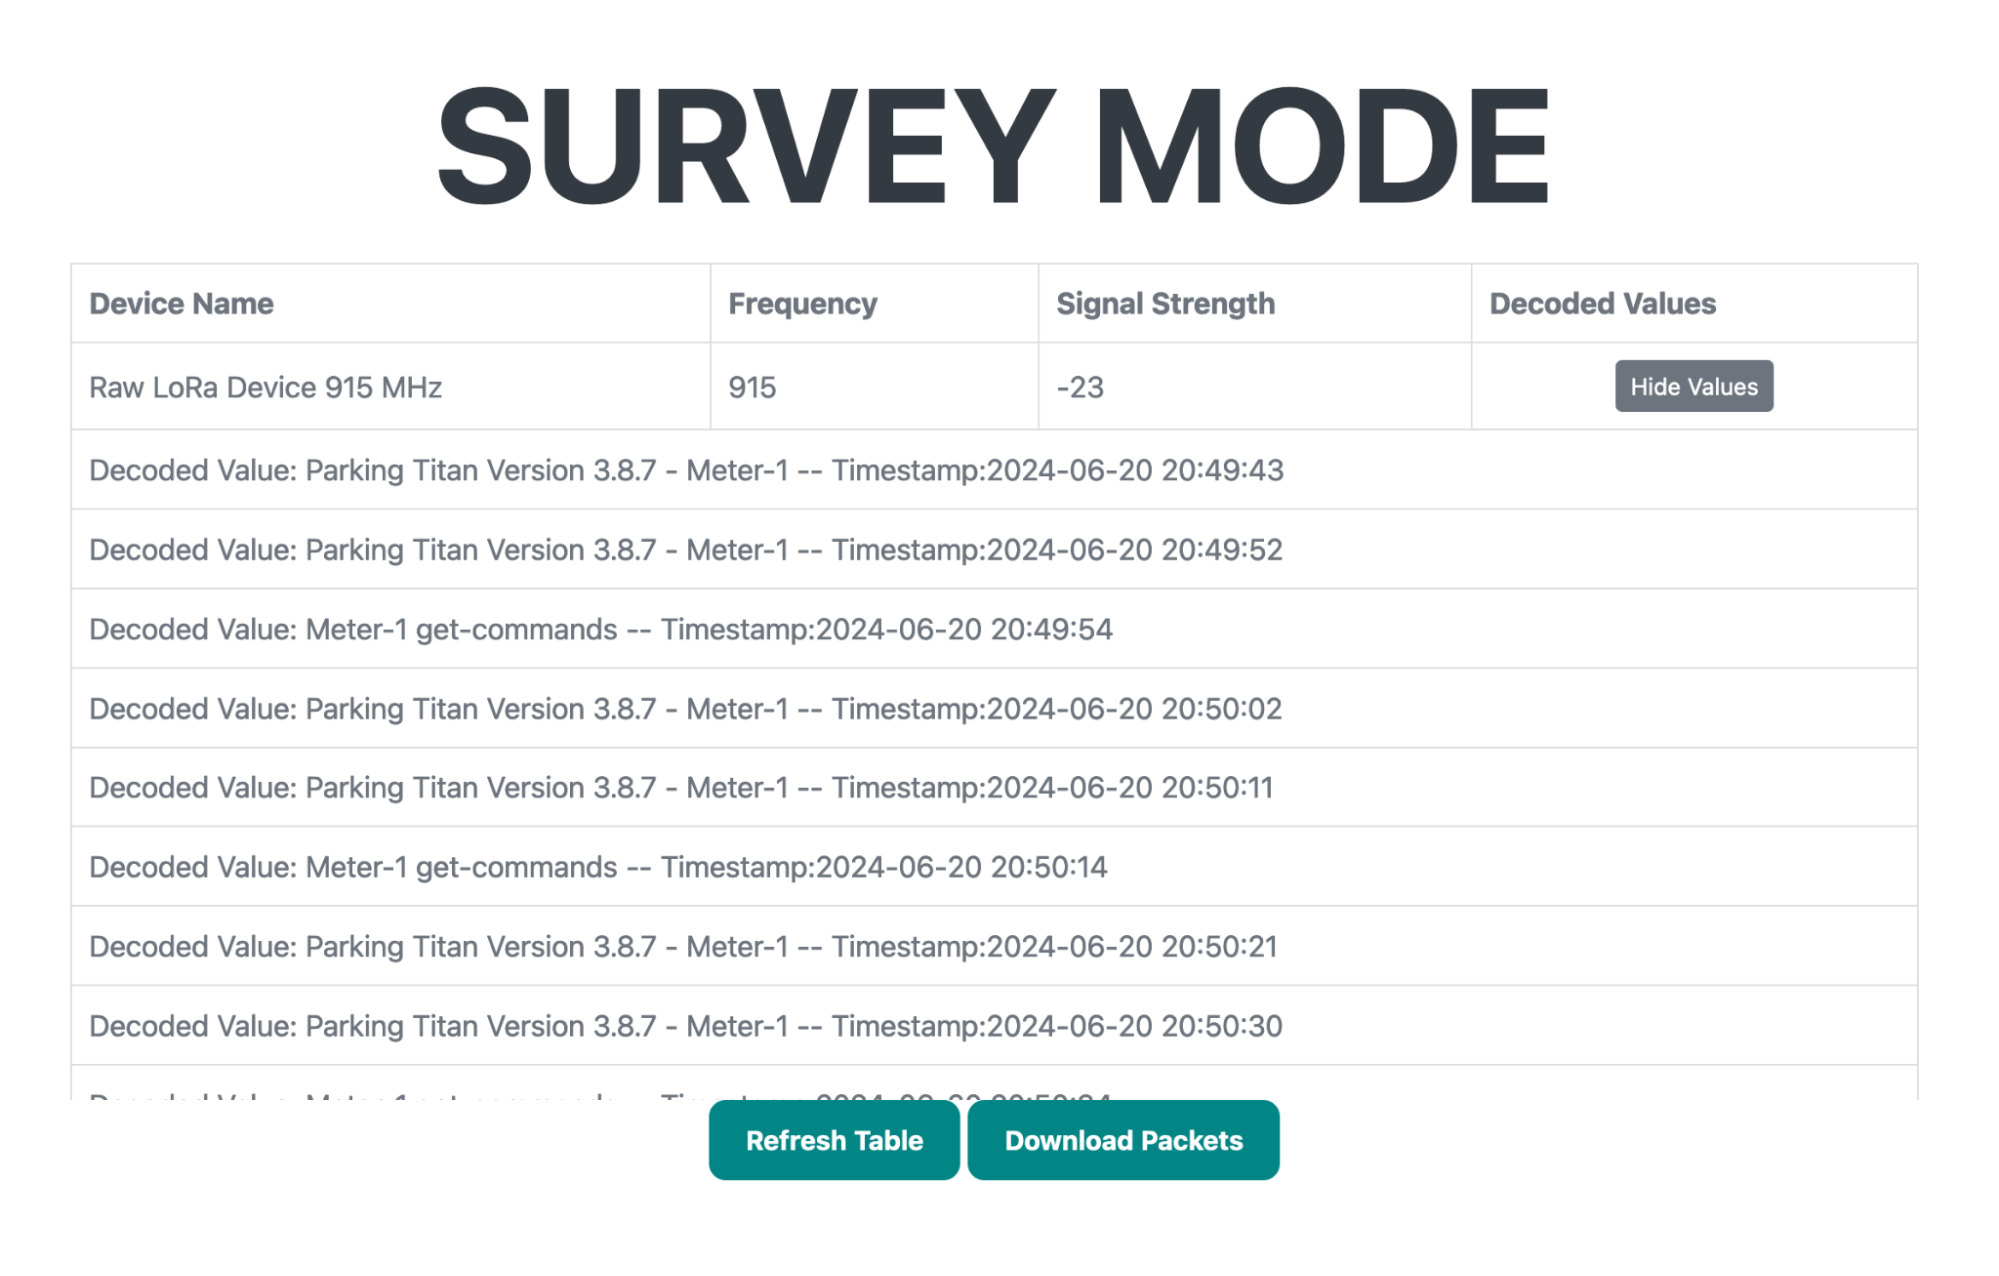 SURVEY MODE
Device Name Frequency Signal Strength Decoded Values
Raw LoRa Device 915 MHz 915 -23 Hide Values
Decoded Value: Parking Titan Version 3.8.7 - Meter-1 -- Timestamp:2024-06-20 20:49:43
Decoded Value: Parking Titan Version 3.8.7 - Meter-1 -- Timestamp:2024-06-20 20:49:52
Decoded Value: Meter-1 get-commands -- Timestamp:2024-06-20 20:49:54
Decoded Value: Parking Titan Version 3.8.7 - Meter-1 -- Timestamp:2024-06-20 20:50:02
Decoded Value: Parking Titan Version 3.8.7 - Meter-1 -- Timestamp:2024-06-20 20:50:11
Decoded Value: Meter-1 get-commands -- Timestamp:2024-06-20 20:50:14
Decoded Value: Parking Titan Version 3.8.7 - Meter-1 -- Timestamp:2024-06-20 20:50:21
Decoded Value: Parking Titan Version 3.8.7 - Meter-1 -- Timestamp:2024-06-20 20:50:30
Refresh Table Download Packets